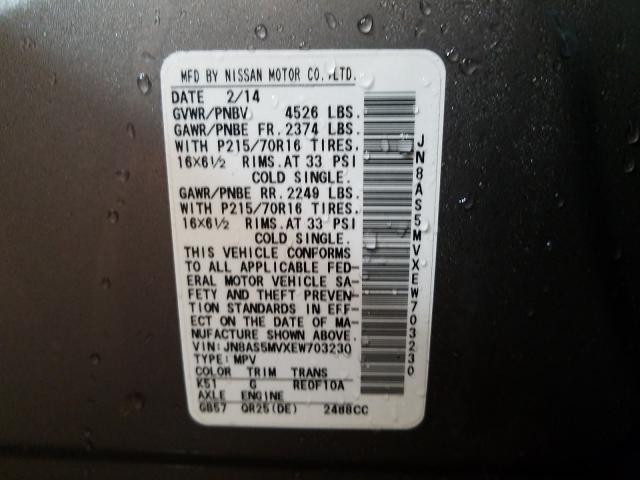 MFD BY NISSAN MOTOR CO.,LTD.
DATE 2/14
GVWR/PNBV 4526 LBS.
GAWR/PNBE FR. 2374 LBS.
WITH P215/70R16 TIRES.
16×6½ RIMS. AT 33 PSI
COLD SINGLE.
GAWR/PNBE RR. 2249 LBS.
WITH P215/70R16 TIRES.
16×6½ RIMS. AT 33 PSI
COLD SINGLE.
THIS VEHICLE CONFORMS
TO ALL APPLICABLE FED-
ERAL MOTOR VEHICLE SA-
FETY AND THEFT PREVEN-
TION STANDARDS IN EFF-
ECT ON THE DATE OF MA-
NUFACTURE SHOWN ABOVE.
VIN:JN8AS5MVXEW703230
TYPE:MPV
COLOR TRIM TRANS
K51 G RE0F10A
AXLE ENGINE
GB57 QR25(DE) 2488CC
JN8AS5MVXEW703230